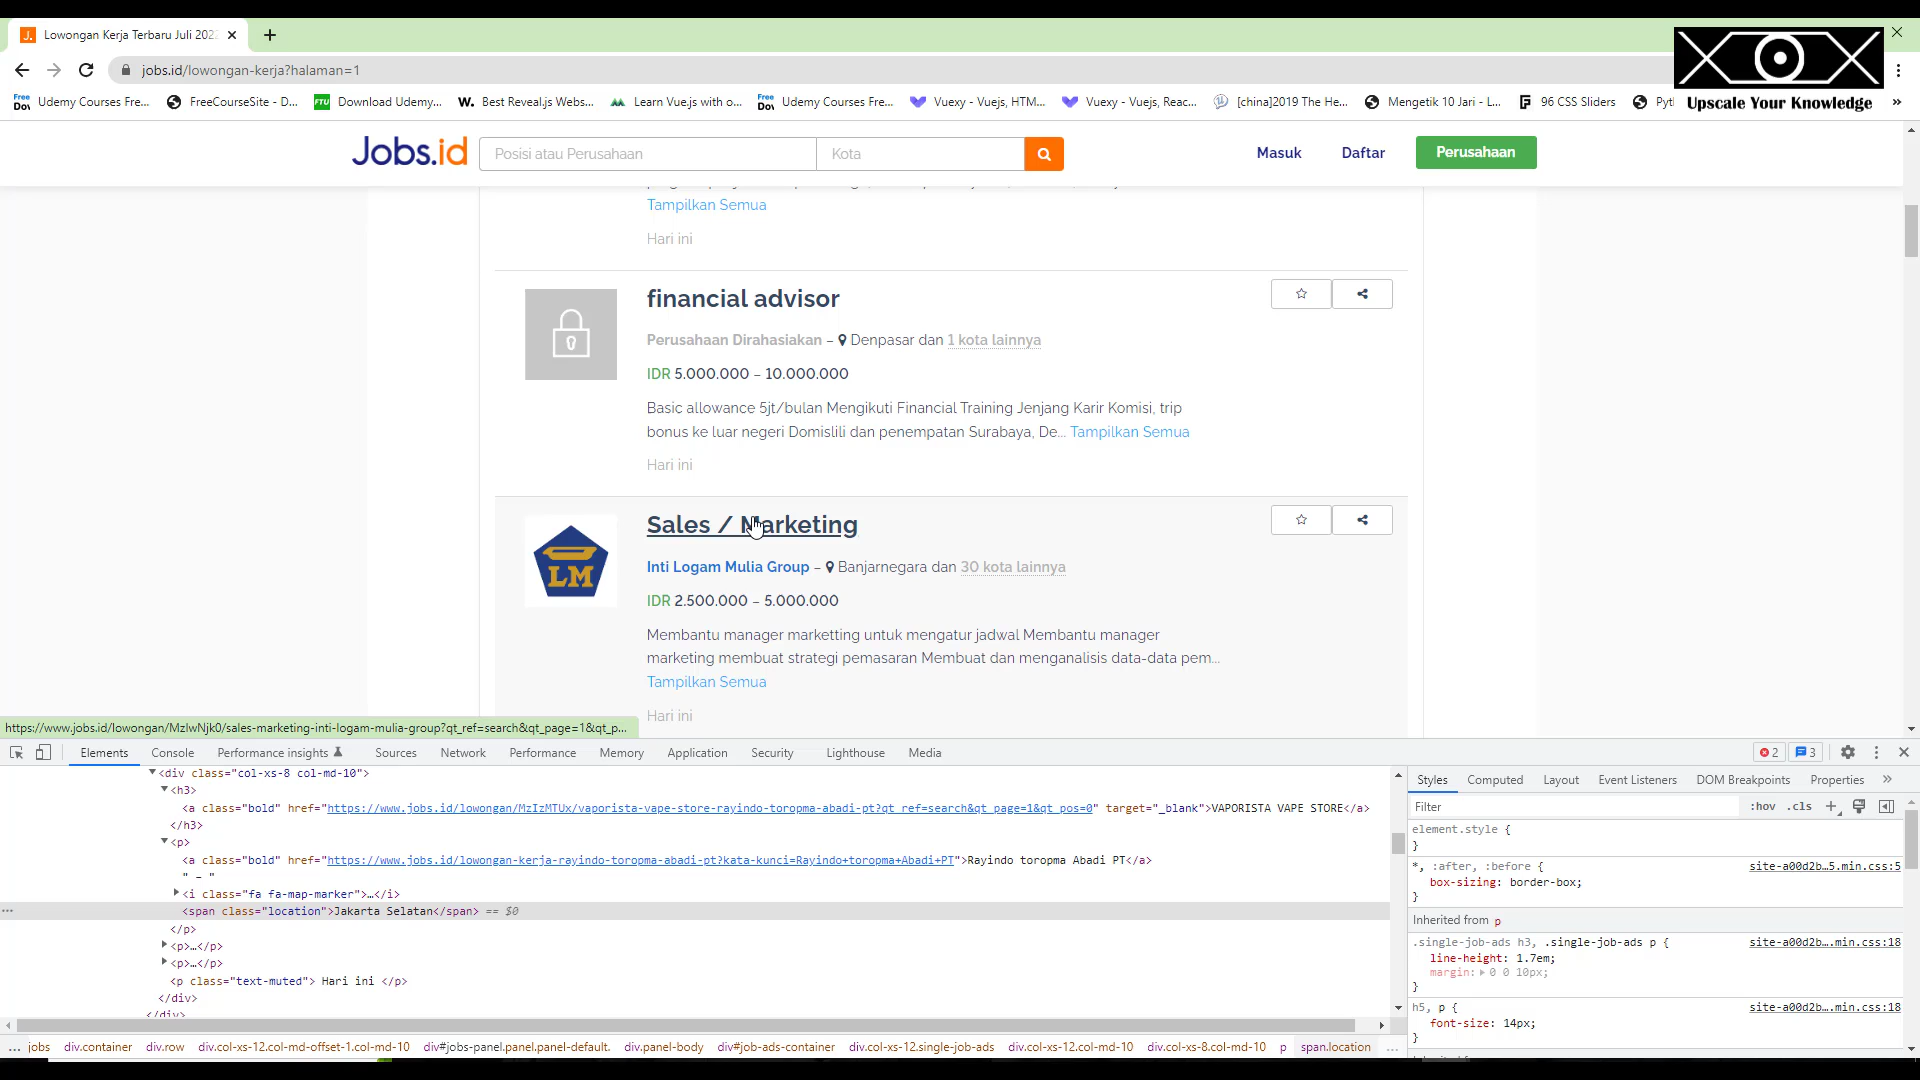 Lowongan Kerja Terbaru Juli 202
jobs.id/lowongan-kerja?halaman=1
Udemy Courses Fre...
FreeCourseSite - D...
Download Udemy...
Best Reveal.js Webs...
Learn Vue.js with o...
Udemy Courses Fre...
Vuexy - Vuejs, HTM...
Vuexy - Vuejs, Reac...
[china]2019 The He...
Mengetik 10 Jari - L...
96 CSS Sliders
Upscale Your Knowledge
Jobs.id
Posisi atau Perusahaan
Kota
Masuk
Daftar
Perusahaan
Tampilkan Semua
Hari ini
financial advisor
Perusahaan Dirahasiakan – Denpasar dan 1 kota lainnya
IDR 5.000.000 – 10.000.000
Basic allowance 5jt/bulan Mengikuti Financial Training Jenjang Karir Komisi, trip
bonus ke luar negeri Domislili dan penempatan Surabaya, De... Tampilkan Semua
Hari ini
Sales / Marketing
LM
Inti Logam Mulia Group – Banjarnegara dan 30 kota lainnya
IDR 2.500.000 – 5.000.000
Membantu manager marketting untuk mengatur jadwal Membantu manager
marketing membuat strategi pemasaran Membuat dan menganalisis data-data pem...
Tampilkan Semua
Hari ini
https://www.jobs.id/lowongan/MzIwNjk0/sales-marketing-inti-logam-mulia-group?qt_ref=search&qt_page=1&qt_p...
Elements Console Performance insights Sources Network Performance Memory Application Security Lighthouse Media
2
3
<div class="col-xs-8 col-md-10">
<h3>
<a class="bold" href="https://www.jobs.id/lowongan/MzIzMTUx/vaporista-vape-store-rayindo-toropma-abadi-pt?qt_ref=search&qt_page=1&qt_pos=0" target="_blank">VAPORISTA VAPE STORE</a>
</h3>
<p>
<a class="bold" href="https://www.jobs.id/lowongan-kerja-rayindo-toropma-abadi-pt?kata-kunci=Rayindo+toropma+Abadi+PT">Rayindo toropma Abadi PT</a>
" – "
<i class="fa fa-map-marker">…</i>
<span class="location">Jakarta Selatan</span> == $0
</p>
<p>…</p>
<p>…</p>
<p class="text-muted"> Hari ini </p>
</div>
</div>
... jobs div.container div.row div.col-xs-12.col-md-offset-1.col-md-10 div#jobs-panel.panel.panel-default. div.panel-body div#job-ads-container div.col-xs-12.single-job-ads div.col-xs-12.col-md-10 div.col-xs-8.col-md-10 p span.location ...
Styles Computed Layout Event Listeners DOM Breakpoints Properties
Filter
:hov .cls
element.style {
}
*, :after, :before {
site-a00d2b…5.min.css:5
box-sizing: border-box;
}
Inherited from p
.single-job-ads h3, .single-job-ads p {
site-a00d2b….min.css:18
line-height: 1.7em;
margin: 0 0 10px;
}
h5, p {
site-a00d2b….min.css:18
font-size: 14px;
}